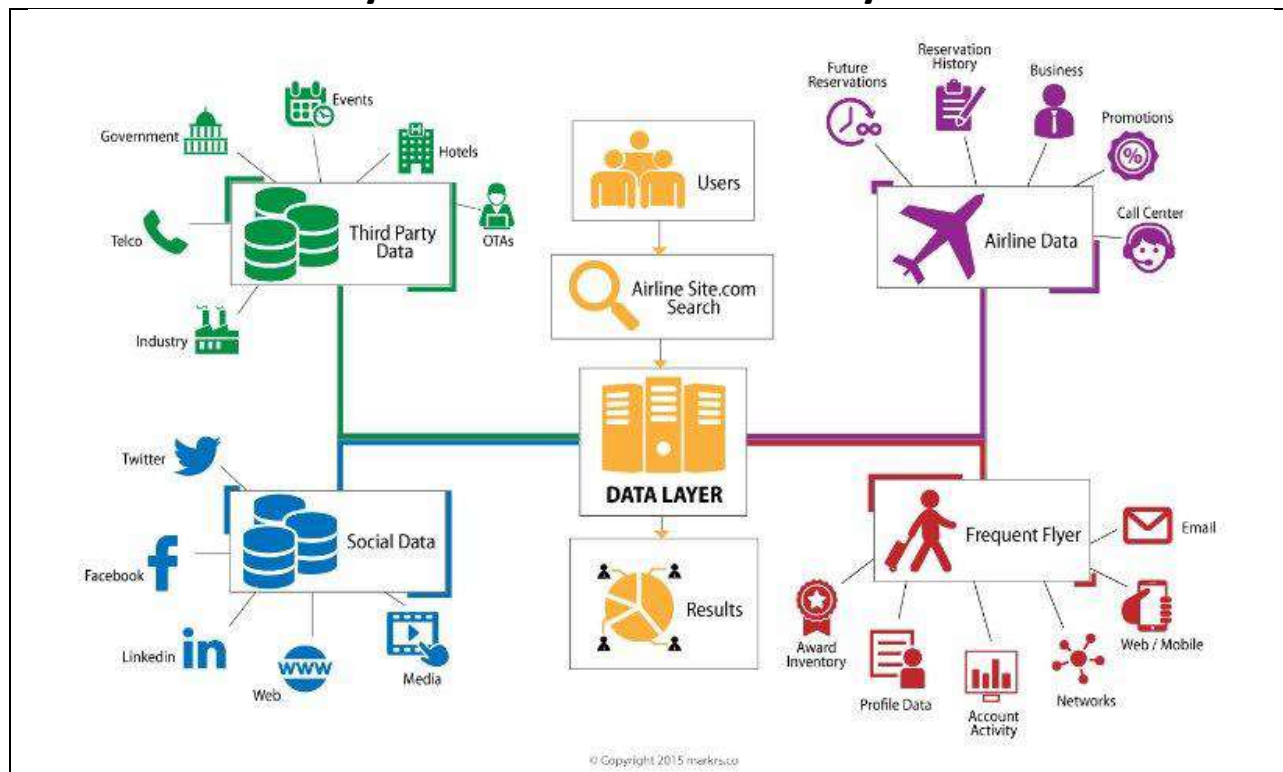 Events
Government
Hotels
Telco
Third Party
Data
OTAs
Industry
Users
Airline Site.com
Search
DATA LAYER
Results
Future
Reservations
Reservation
History
Business
Promotions
%
Airline Data
Call Center
Twitter
Social Data
Facebook
Linkedin
in
Web
www
Media
Frequent Flyer
Email
Award
Inventory
Profile Data
Account
Activity
Networks
Web / Mobile
© Copyright 2015 markrs.co